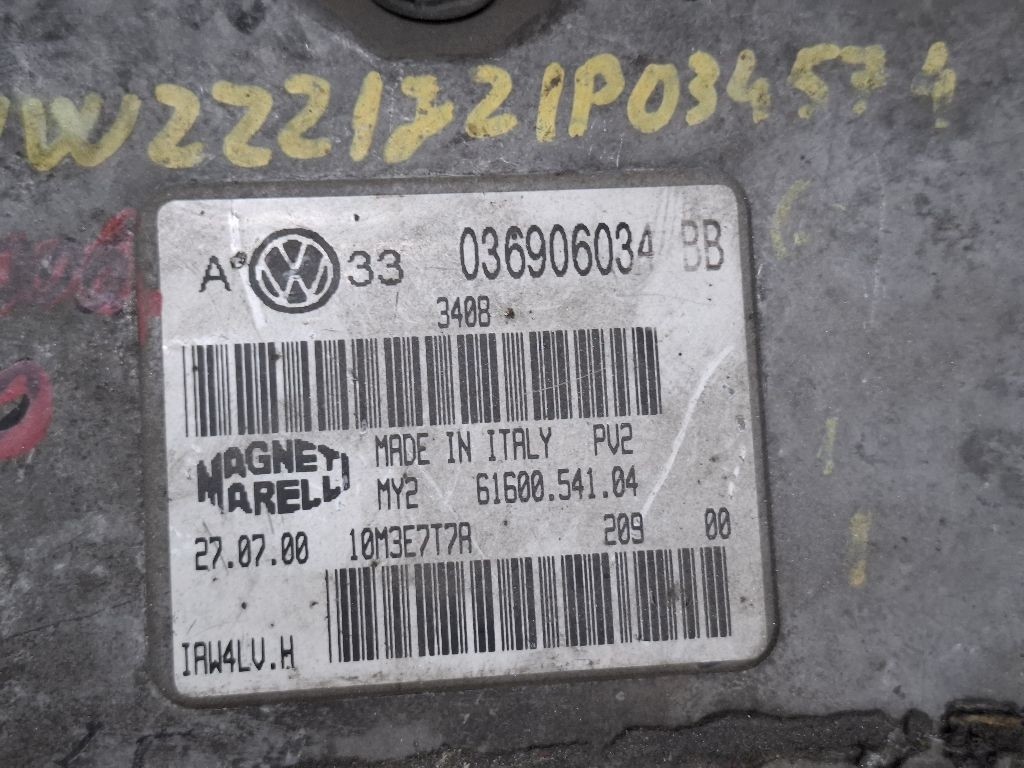 A° VW 33 036906034 BB
3408
MAGNETI MARELLI
MADE IN ITALY PV2
MY2 61600.541.04
27.07.00 10M3E7T7A 209 00
IAW4LV.H